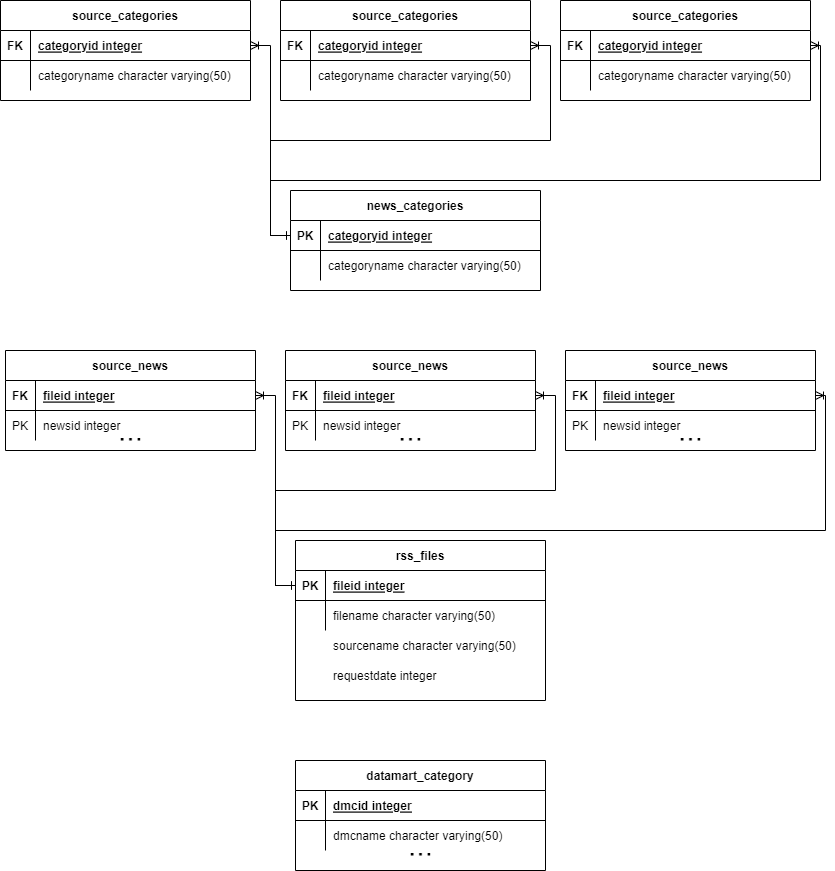 source_categories
FK categoryid integer
categoryname character varying(50)
source_categories
FK categoryid integer
categoryname character varying(50)
source_categories
FK categoryid integer
categoryname character varying(50)
news_categories
PK categoryid integer
categoryname character varying(50)
source_news
FK fileid integer
PK newsid integer
...
source_news
FK fileid integer
PK newsid integer
...
source_news
FK fileid integer
PK newsid integer
...
rss_files
PK fileid integer
filename character varying(50)
sourcename character varying(50)
requestdate integer
datamart_category
PK dmcid integer
dmcname character varying(50)
...